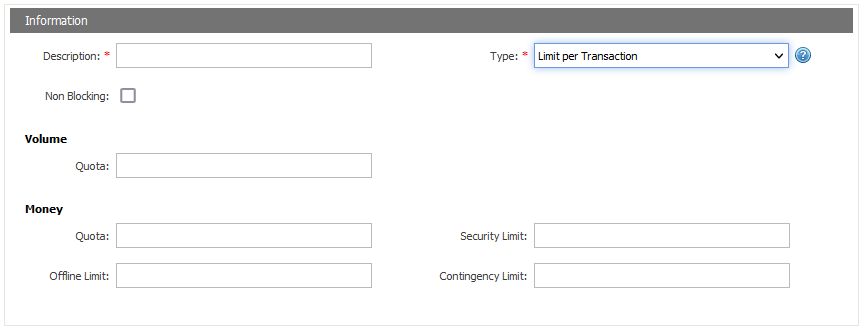 Information
Description: * Type: * Limit per Transaction ?
Non Blocking:
Volume
Quota:
Money
Quota: Security Limit:
Offline Limit: Contingency Limit: